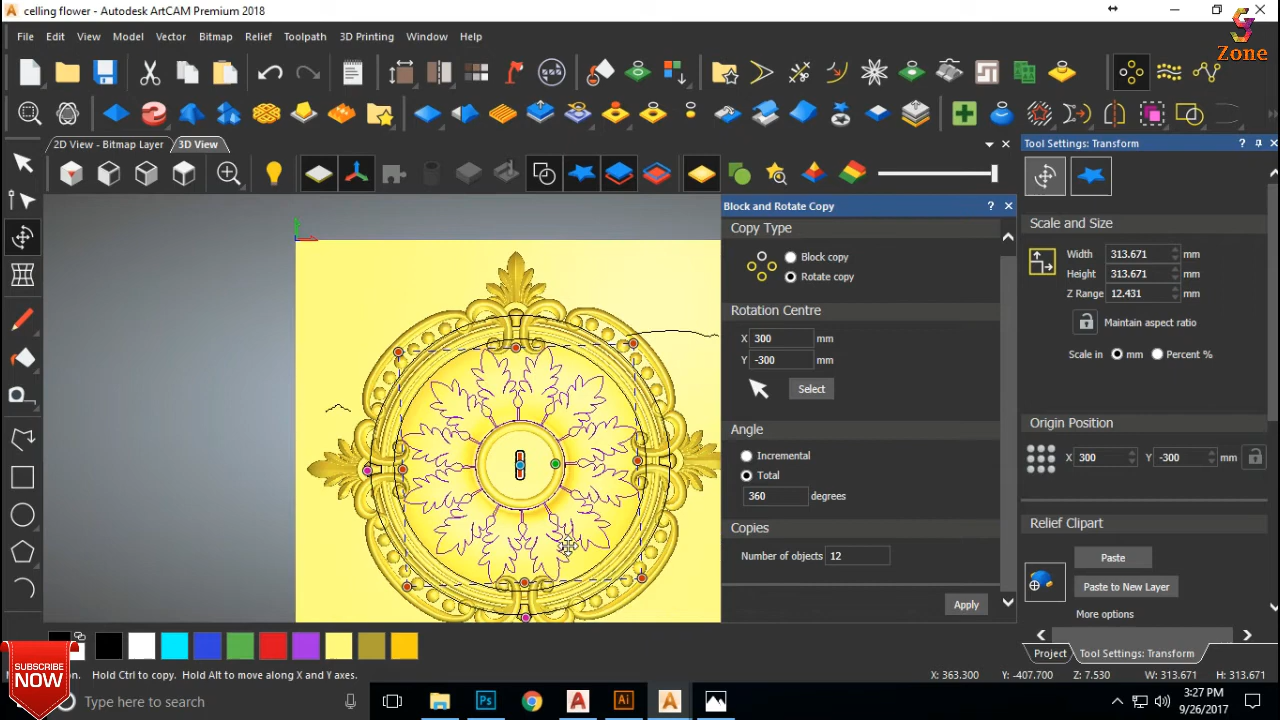 celling flower - Autodesk ArtCAM Premium 2018
Zone
File Edit View Model Vector Bitmap Relief Toolpath 3D Printing Window Help
2D View - Bitmap Layer 3D View
Tool Settings: Transform
Block and Rotate Copy
Copy Type
Block copy
Rotate copy
Rotation Centre
X 300 mm
Y -300 mm
Select
Angle
Incremental
Total
360 degrees
Copies
Number of objects 12
Apply
Scale and Size
Width 313.671 mm
Height 313.671 mm
Z Range 12.431 mm
Maintain aspect ratio
Scale in mm Percent %
Origin Position
X 300 Y -300 mm
Relief Clipart
Paste
Paste to New Layer
More options
Project Tool Settings: Transform
SUBSCRIBE
NOW
on. Hold Ctrl to copy. Hold Alt to move along X and Y axes.
X: 363.300 Y: -407.700 Z: 7.530 W: 313.671 H: 313.671
Type here to search
Ps
Ai
3:27 PM
9/26/2017